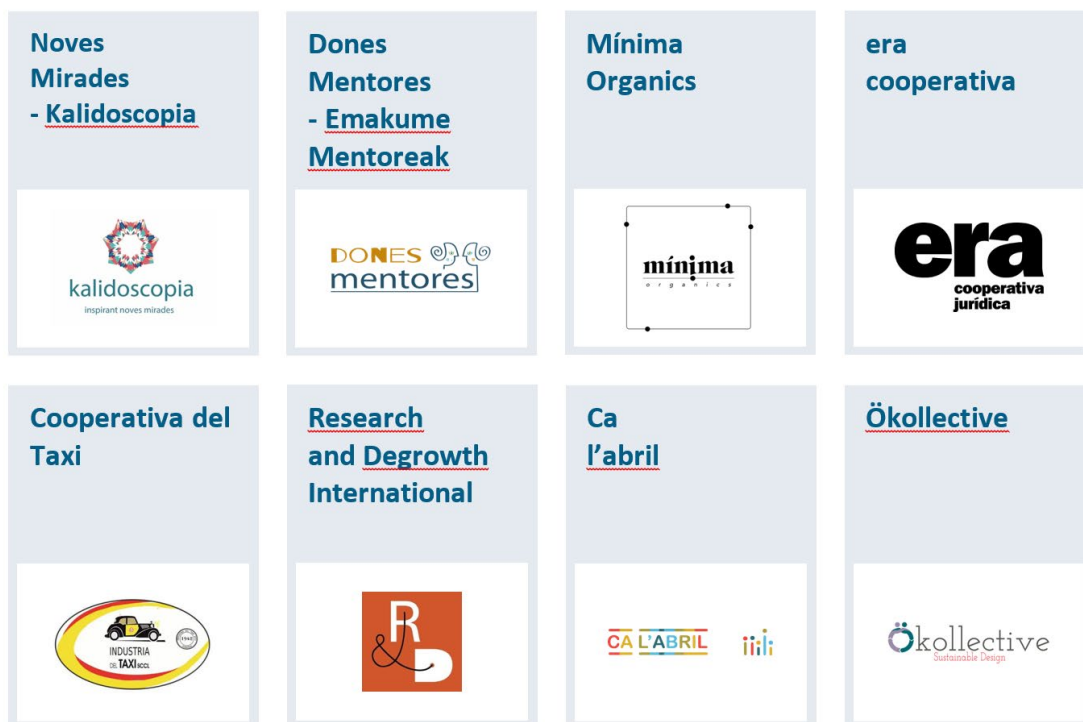 Noves
Mirades
- Kalidoscopia
kalidoscopia
inspirant noves mirades
Dones
Mentores
- Emakume
Mentoreak
DONES
mentores
Mínima
Organics
mínima
organics
era
cooperativa
era
cooperativa
jurídica
Cooperativa del
Taxi
INDUSTRIA
DEL TAXI SCCL
1942
Research
and Degrowth
International
R
&
D
Ca
l’abril
CA L'ABRIL
Ökollective
Ökollective
Sustainable Design